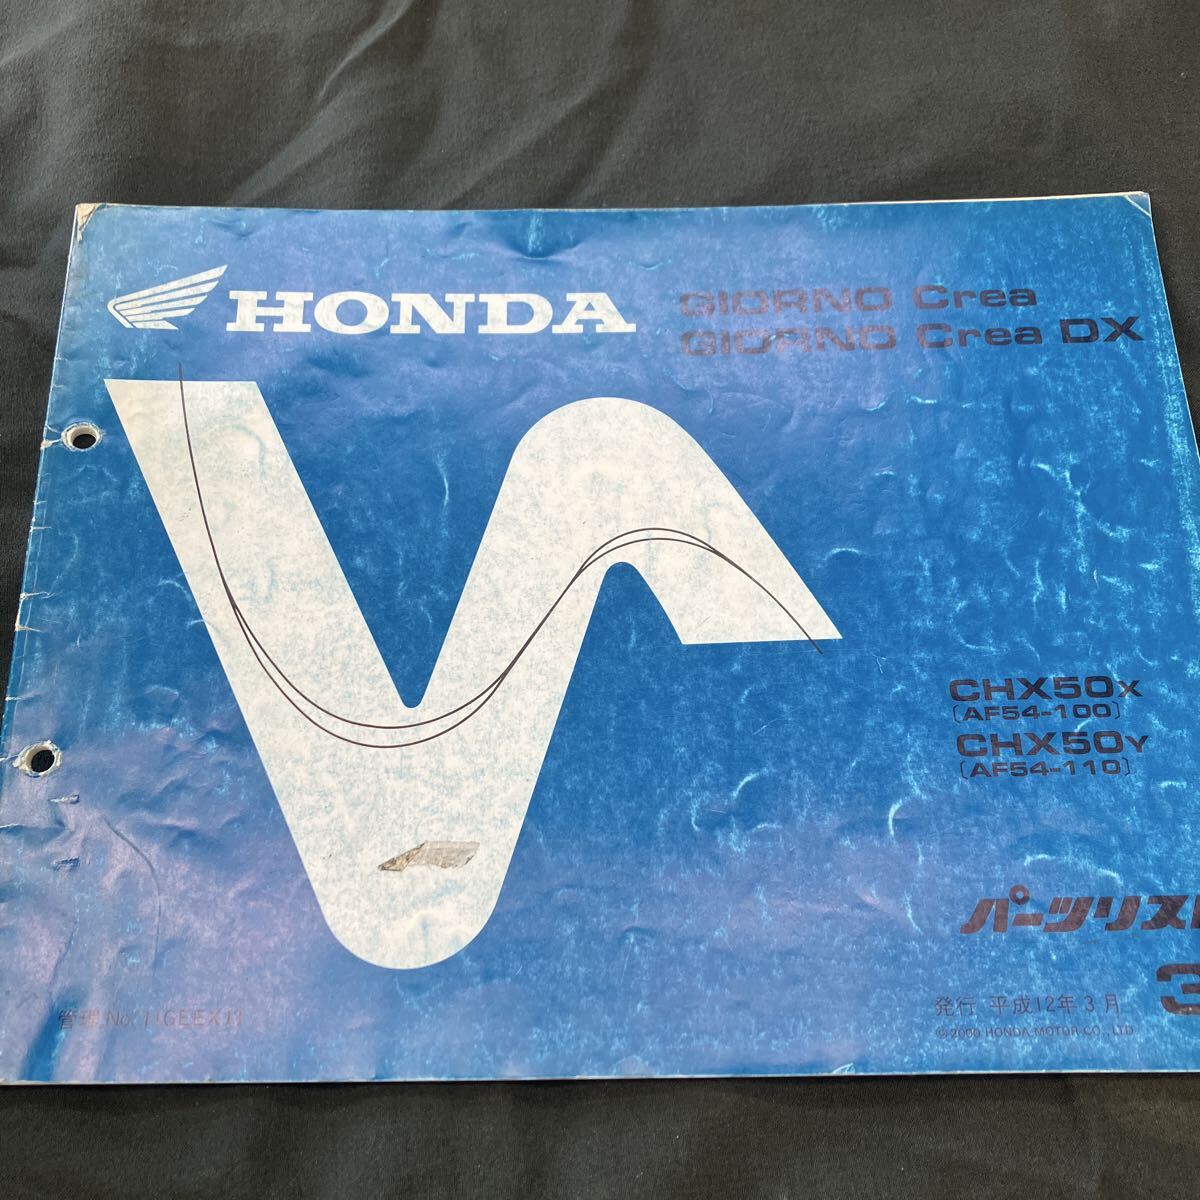 HONDA
GIORNO Crea
GIORNO Crea DX
CHX50X
〔AF54-100〕
CHX50Y
〔AF54-110〕
パーツリスト
3
発行 平成12年3月
© 2000 HONDA MOTOR CO., LTD.
管理 No.